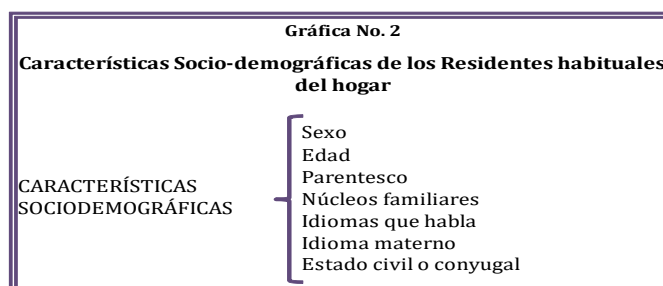 Gráfica No. 2
Características Socio-demográficas de los Residentes habituales
del hogar
CARACTERÍSTICAS
SOCIODEMOGRÁFICAS
Sexo
Edad
Parentesco
Núcleos familiares
Idiomas que habla
Idioma materno
Estado civil o conyugal